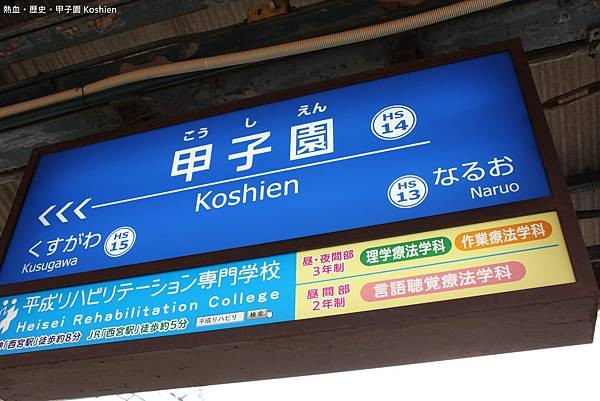 熱血・歷史・甲子園 Koshien
こう し えん
甲子園
Koshien
HS
14
くすがわ
Kusugawa
HS
15
HS
13
なるお
Naruo
平成リハビリテーション専門学校
Heisei Rehabilitation College
「西宮駅」徒歩約8分 JR「西宮駅」徒歩約5分
平成リハビリ 検索
昼・夜間部
3年制
理学療法学科 作業療法学科
昼間部
2年制
言語聴覚療法学科